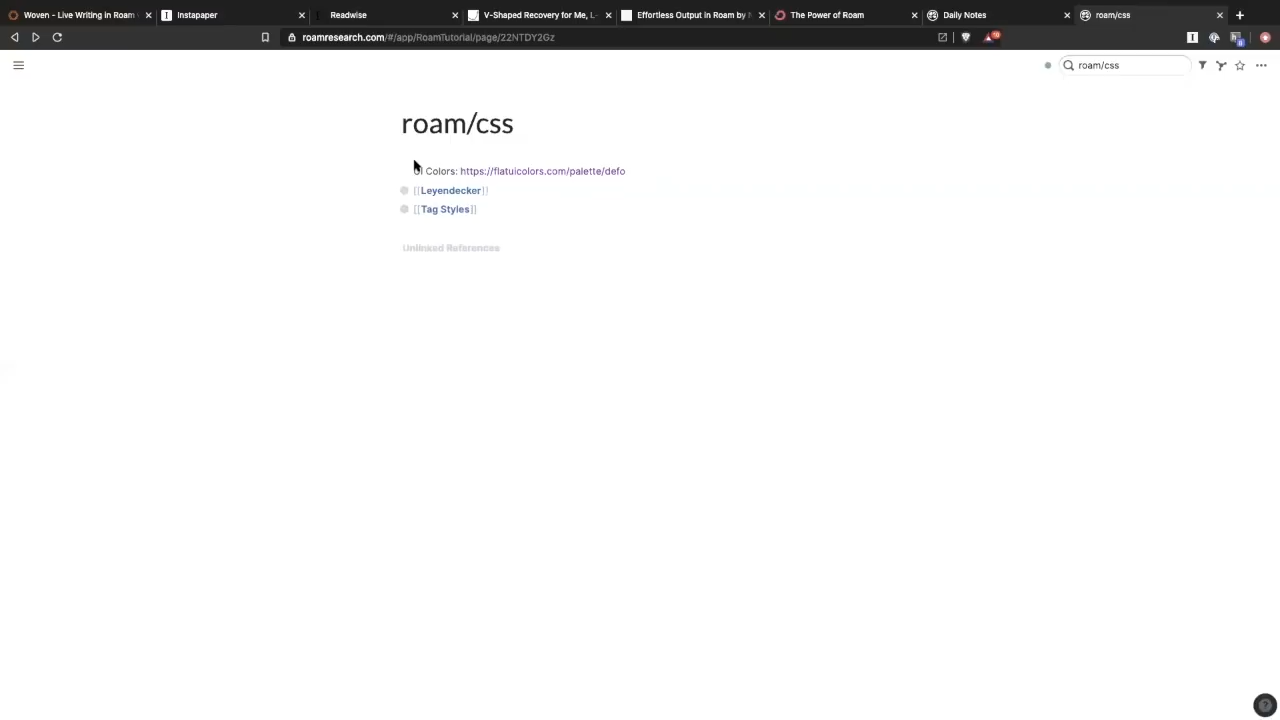 Woven - Live Writing in Roam
Instapaper
Readwise
V-Shaped Recovery for Me, L-
Effortless Output in Roam by N
The Power of Roam
Daily Notes
roam/css
roamresearch.com/#/app/RoamTutorial/page/22NTDY2Gz
roam/css
roam/css
UI Colors: https://flatuicolors.com/palette/defo
[[Leyendecker]]
[[Tag Styles]]
Unlinked References